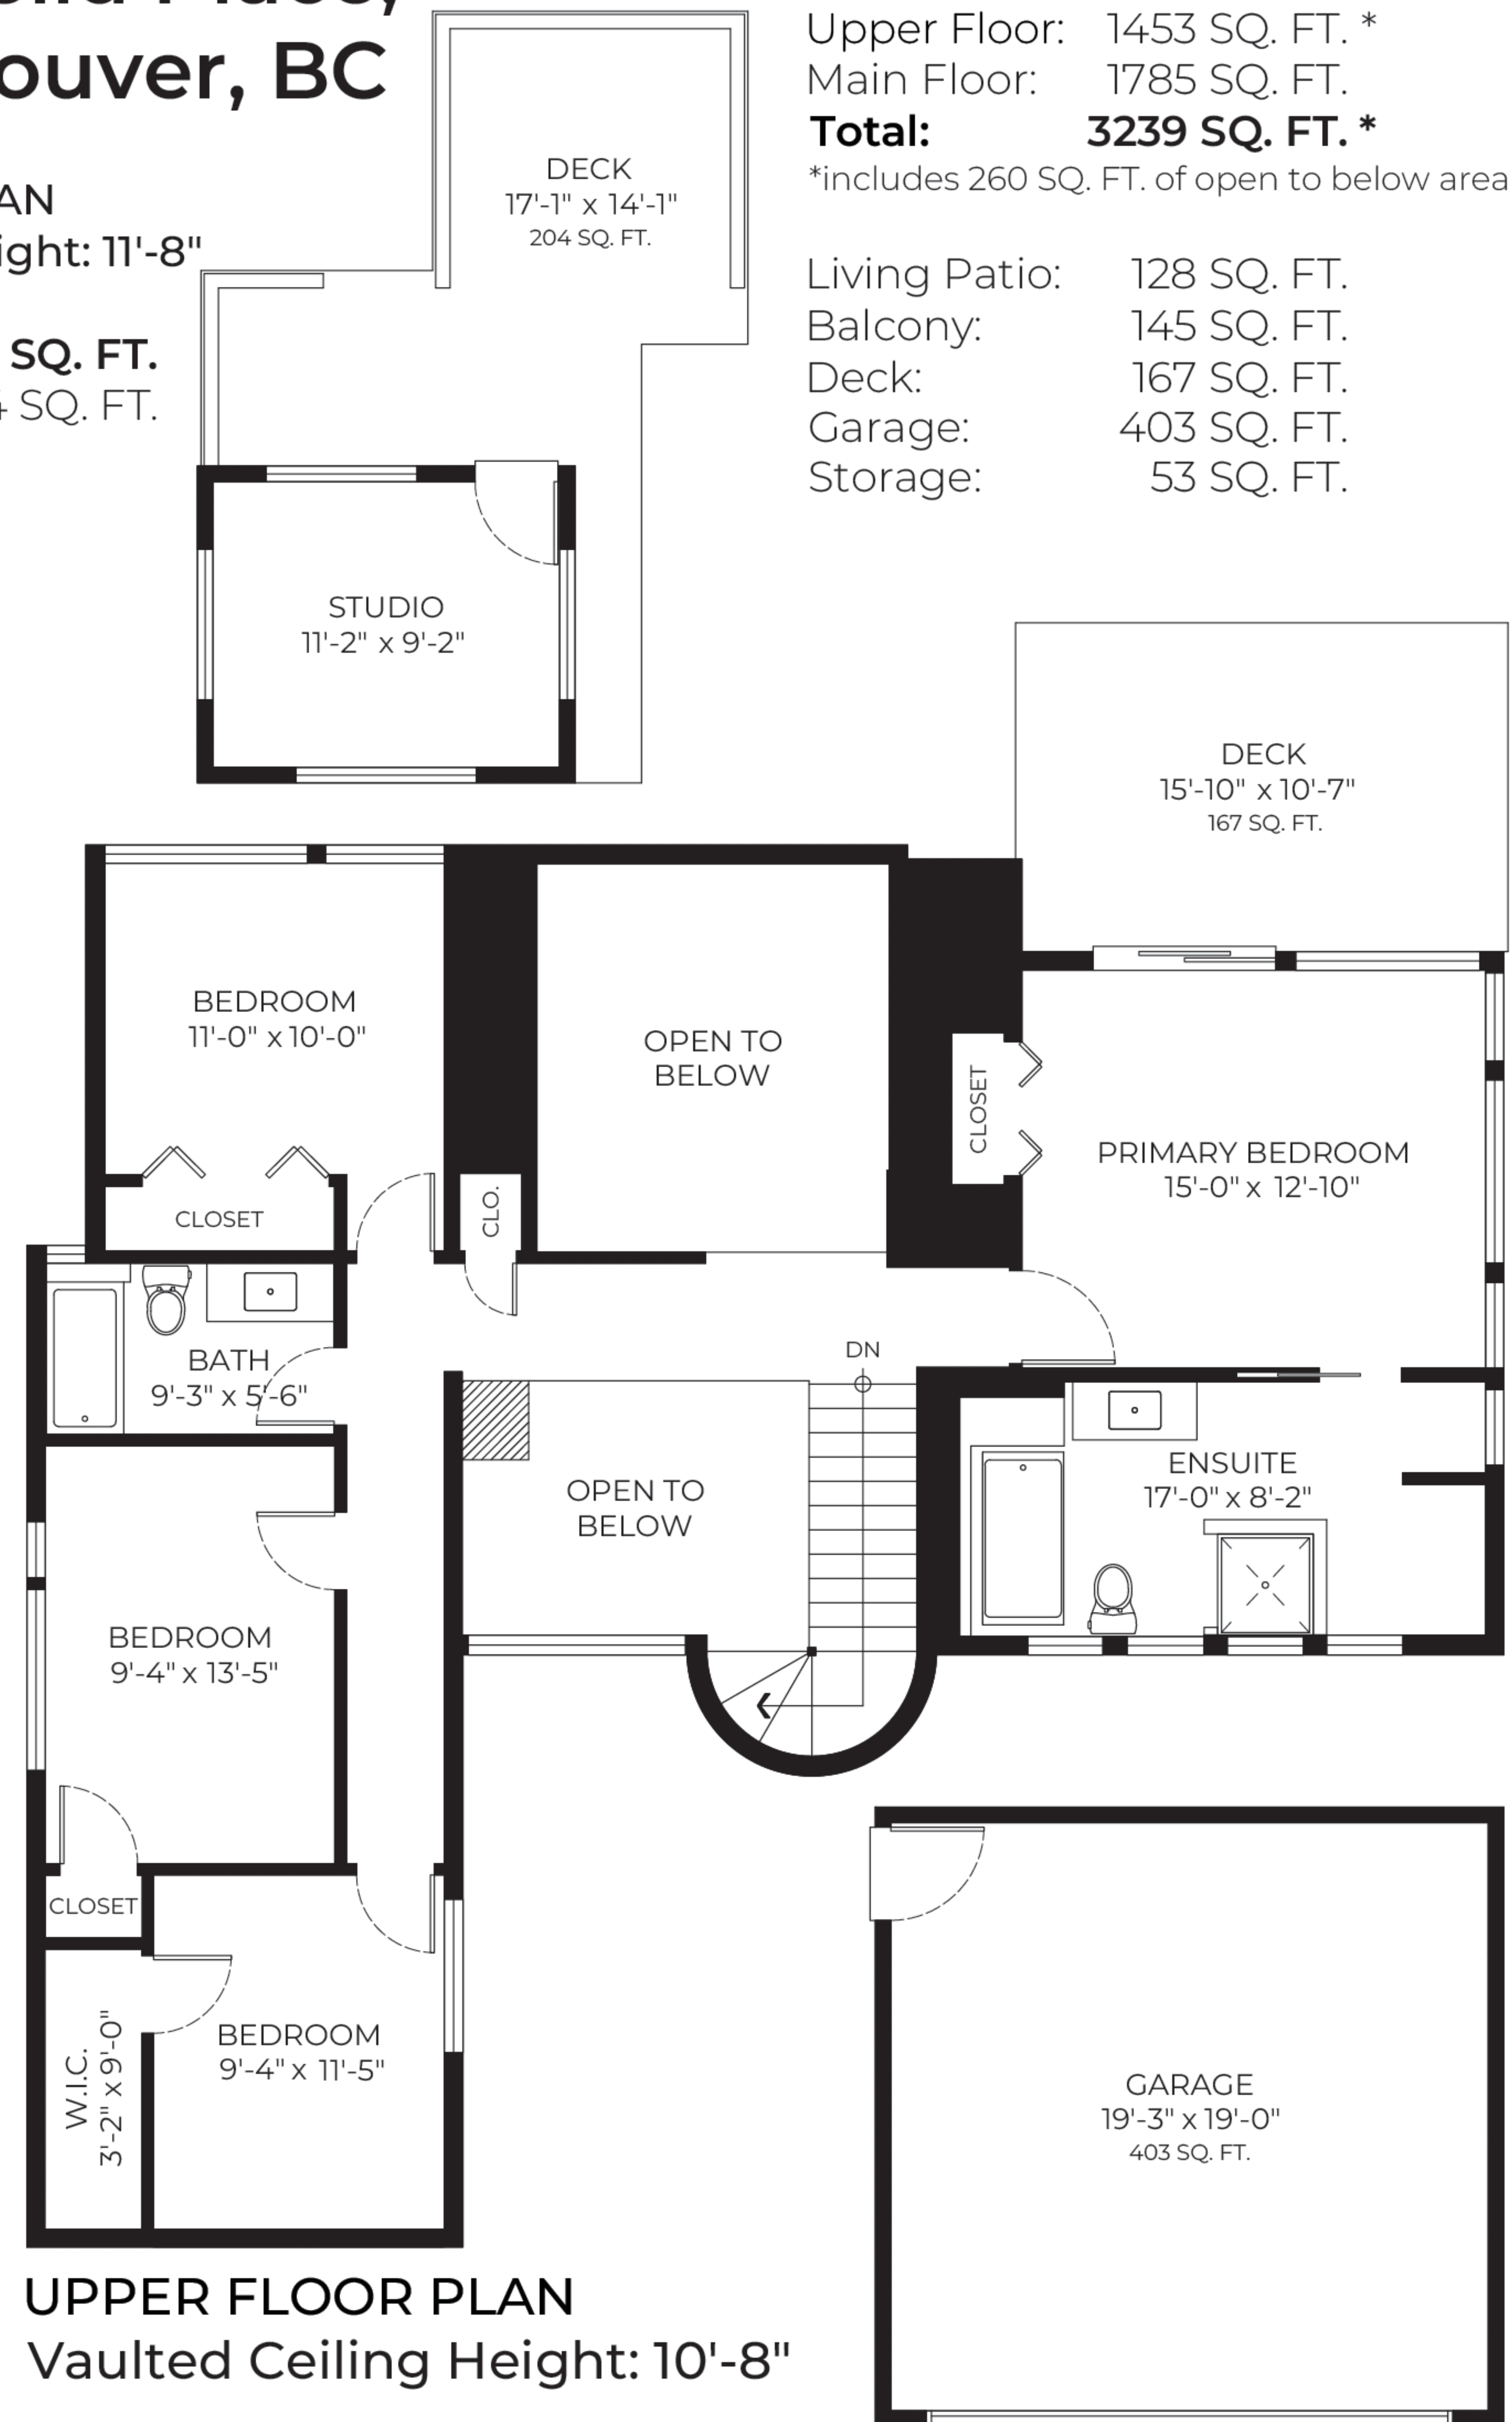 ouver, BC
AN
ight: 11'-8"
SQ. FT.
SQ. FT.
Upper Floor: 1453 SQ. FT. *
Main Floor: 1785 SQ. FT.
Total: 3239 SQ. FT. *
*includes 260 SQ. FT. of open to below area
Living Patio: 128 SQ. FT.
Balcony: 145 SQ. FT.
Deck: 167 SQ. FT.
Garage: 403 SQ. FT.
Storage: 53 SQ. FT.
DECK
17'-1" x 14'-1"
204 SQ. FT.
STUDIO
11'-2" x 9'-2"
DECK
15'-10" x 10'-7"
167 SQ. FT.
BEDROOM
11'-0" x 10'-0"
OPEN TO
BELOW
CLOSET
PRIMARY BEDROOM
15'-0" x 12'-10"
CLOSET
CLO.
BATH
9'-3" x 5'-6"
DN
OPEN TO
BELOW
ENSUITE
17'-0" x 8'-2"
BEDROOM
9'-4" x 13'-5"
CLOSET
W.I.C.
3'-2" x 9'-0"
BEDROOM
9'-4" x 11'-5"
GARAGE
19'-3" x 19'-0"
403 SQ. FT.
UPPER FLOOR PLAN
Vaulted Ceiling Height: 10'-8"